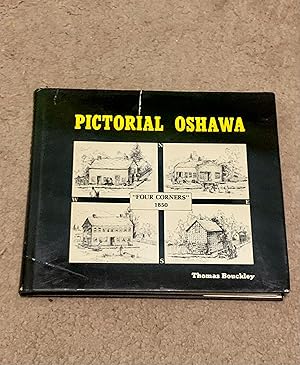 PICTORIAL OSHAWA
N
W
"FOUR CORNERS"
1850
E
S
Thomas Bouckley